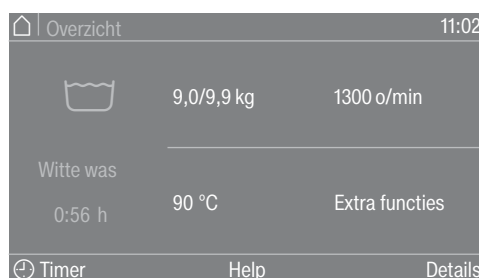 Overzicht 11:02
9,0/9,9 kg 1300 o/min
Witte was
0:56 h
90 °C Extra functies
Timer Help Details